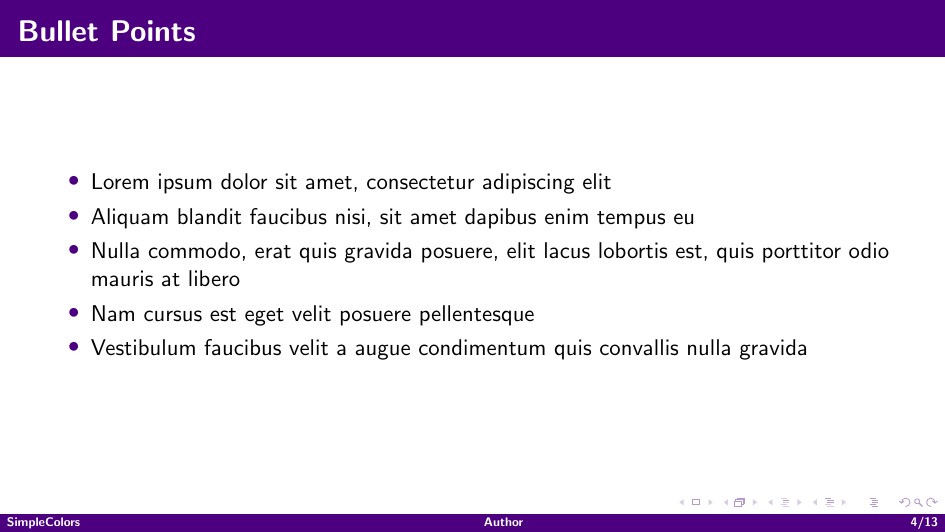 Bullet Points
• Lorem ipsum dolor sit amet, consectetur adipiscing elit
• Aliquam blandit faucibus nisi, sit amet dapibus enim tempus eu
• Nulla commodo, erat quis gravida posuere, elit lacus lobortis est, quis porttitor odio
mauris at libero
• Nam cursus est eget velit posuere pellentesque
• Vestibulum faucibus velit a augue condimentum quis convallis nulla gravida
SimpleColors Author 4/13